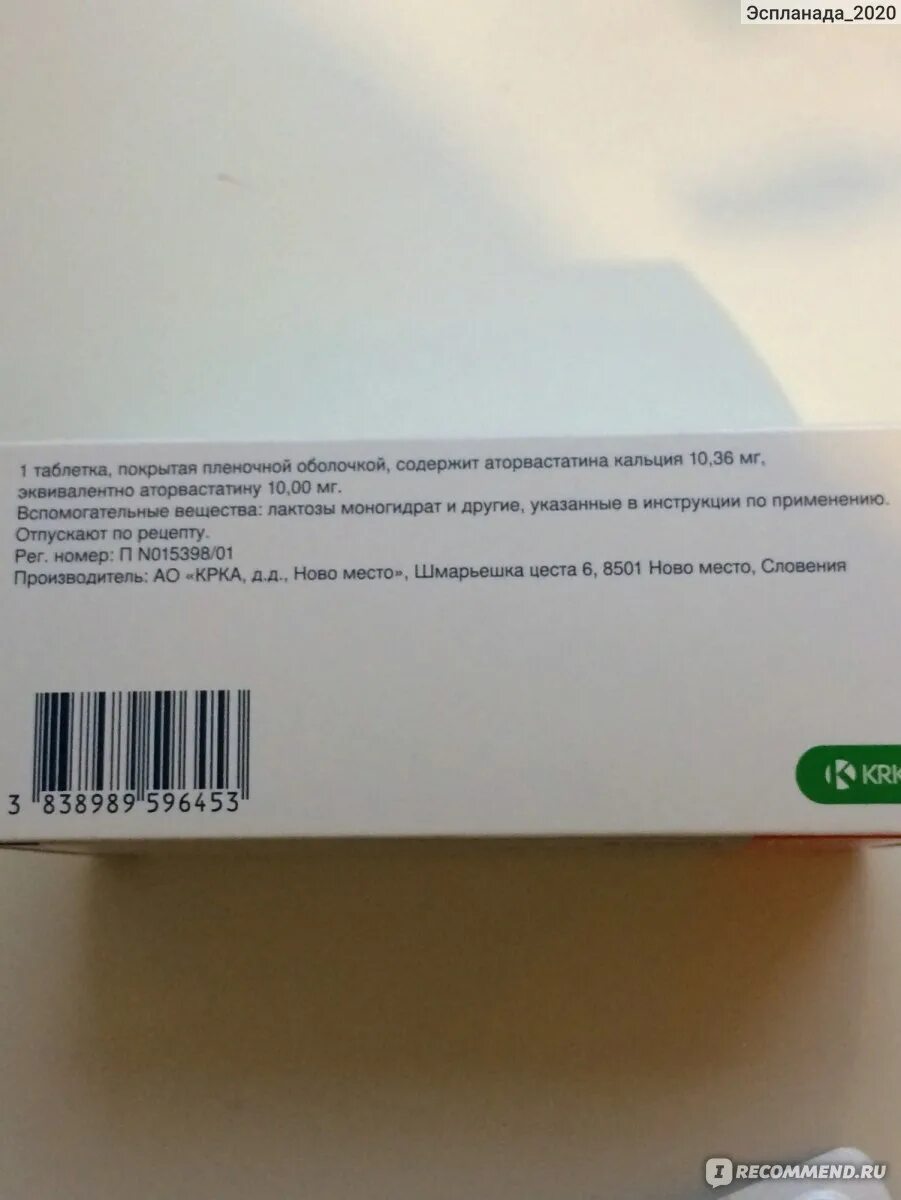 Эспланада_2020
1 таблетка, покрытая пленочной оболочкой, содержит аторвастатина кальция 10,36 мг,
эквивалентно аторвастатину 10,00 мг.
Вспомогательные вещества: лактозы моногидрат и другие, указанные в инструкции по применению.
Отпускают по рецепту.
Рег. номер: П N015398/01
Производитель: АО «КРКА, д.д., Ново место», Шмарьешка цеста 6, 8501 Ново место, Словения
KRK
3 838989 596453
IRECOMMEND.RU